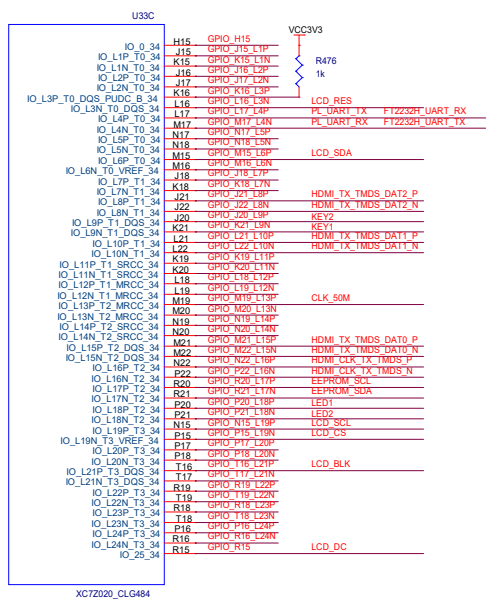 U33C
VCC3V3
IO_0_34 H15 GPIO_H15
IO_L1P_T0_34 J15 GPIO_J15_L1P
IO_L1N_T0_34 K15 GPIO_K15_L1N R476
IO_L2P_T0_34 J16 GPIO_J16_L2P 1k
IO_L2N_T0_34 J17 GPIO_J17_L2N
IO_L3P_T0_DQS_PUDC_B_34 K16 GPIO_K16_L3P
IO_L3N_T0_DQS_34 L16 GPIO_L16_L3N LCD_RES
IO_L4P_T0_34 L17 GPIO_L17_L4P PL_UART_TX FT2232H_UART_RX
IO_L4N_T0_34 M17 GPIO_M17_L4N PL_UART_RX FT2232H_UART_TX
IO_L5P_T0_34 N17 GPIO_N17_L5P
IO_L5N_T0_34 N18 GPIO_N18_L5N
IO_L6P_T0_34 M15 GPIO_M15_L6P LCD_SDA
IO_L6N_T0_VREF_34 M16 GPIO_M16_L6N
IO_L7P_T1_34 J18 GPIO_J18_L7P
IO_L7N_T1_34 K18 GPIO_K18_L7N
IO_L8P_T1_34 J21 GPIO_J21_L8P HDMI_TX_TMDS_DAT2_P
IO_L8N_T1_34 J22 GPIO_J22_L8N HDMI_TX_TMDS_DAT2_N
IO_L9P_T1_DQS_34 J20 GPIO_J20_L9P KEY2
IO_L9N_T1_DQS_34 K21 GPIO_K21_L9N KEY1
IO_L10P_T1_34 L21 GPIO_L21_L10P HDMI_TX_TMDS_DAT1_P
IO_L10N_T1_34 L22 GPIO_L22_L10N HDMI_TX_TMDS_DAT1_N
IO_L11P_T1_SRCC_34 K19 GPIO_K19_K11P
IO_L11N_T1_SRCC_34 K20 GPIO_K20_L11N
IO_L12P_T1_MRCC_34 L18 GPIO_L18_L12P
IO_L12N_T1_MRCC_34 L19 GPIO_L19_L12N
IO_L13P_T2_MRCC_34 M19 GPIO_M19_L13P CLK_50M
IO_L13N_T2_MRCC_34 M20 GPIO_M20_L13N
IO_L14P_T2_SRCC_34 N19 GPIO_N19_L14P
IO_L14N_T2_SRCC_34 N20 GPIO_N20_L14N
IO_L15P_T2_DQS_34 M21 GPIO_M21_L15P HDMI_TX_TMDS_DAT0_P
IO_L15N_T2_DQS_34 M22 GPIO_M22_L15N HDMI_TX_TMDS_DAT0_N
IO_L16P_T2_34 N22 GPIO_N22_L16P HDMI_CLK_TX_TMDS_P
IO_L16N_T2_34 P22 GPIO_P22_L16N HDMI_CLK_TX_TMDS_N
IO_L17P_T2_34 R20 GPIO_R20_L17P EEPROM_SCL
IO_L17N_T2_34 R21 GPIO_R21_L17N EEPROM_SDA
IO_L18P_T2_34 P20 GPIO_P20_L18P LED1
IO_L18N_T2_34 P21 GPIO_P21_L18N LED2
IO_L19P_T3_34 N15 GPIO_N15_L19P LCD_SCL
IO_L19N_T3_VREF_34 P15 GPIO_P15_L19N LCD_CS
IO_L20P_T3_34 P17 GPIO_P17_L20P
IO_L20N_T3_34 P18 GPIO_P18_L20N
IO_L21P_T3_DQS_34 T16 GPIO_T16_L21P LCD_BLK
IO_L21N_T3_DQS_34 T17 GPIO_T17_L21N
IO_L22P_T3_34 R19 GPIO_R19_L22P
IO_L22N_T3_34 T19 GPIO_T19_L22N
IO_L23P_T3_34 R18 GPIO_R18_L23P
IO_L23N_T3_34 T18 GPIO_T18_L23N
IO_L24P_T3_34 P16 GPIO_P16_L24P
IO_L24N_T3_34 R16 GPIO_R16_L24N
IO_25_34 R15 GPIO_R15 LCD_DC
XC7Z020_CLG484